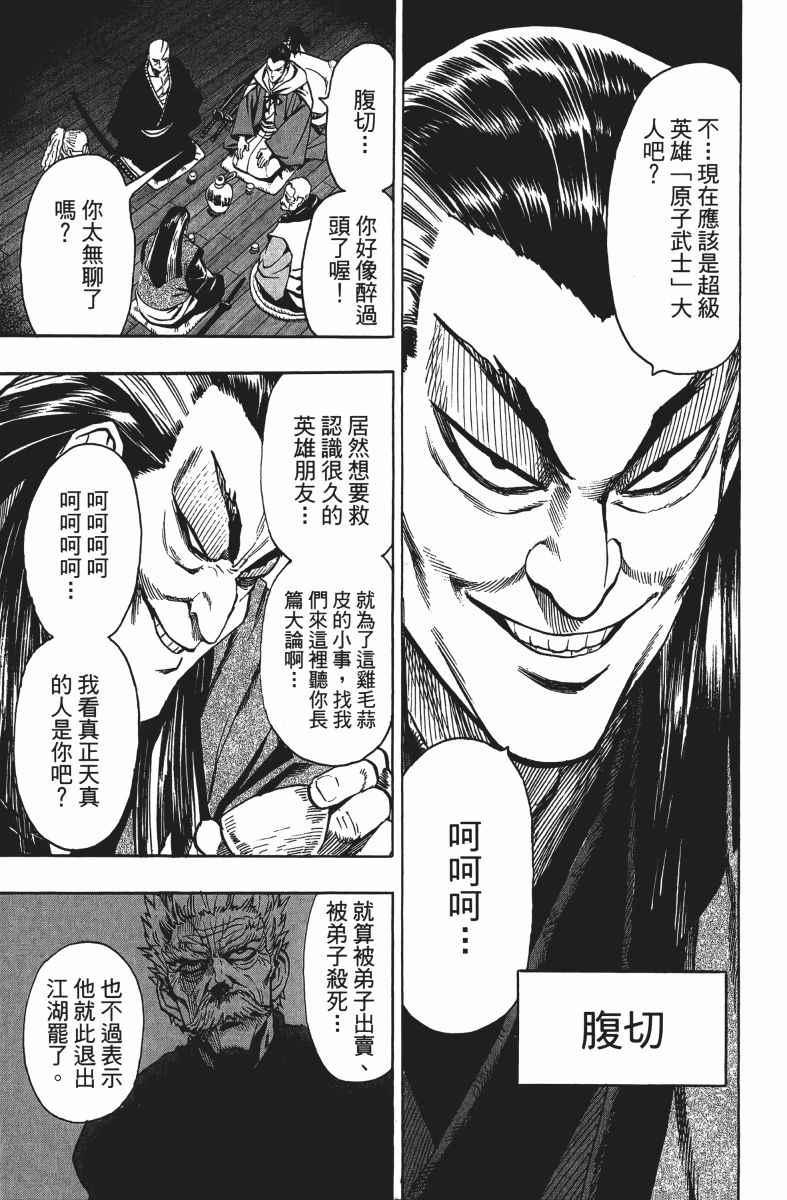 不…現在應該是超級
英雄「原子武士」大
人吧?
呵呵呵…
腹切
腹切…
你好像醉過
頭了喔!
你太無聊了
嗎?
居然想要救
認識很久的
英雄朋友…
就為了這雞毛蒜
皮的小事,找我
們來這裡聽你長
篇大論啊…
呵呵呵呵
呵呵呵呵…
我看真正天真
的人是你吧?
就算被弟子出賣、
被弟子殺死…
也不過表示
他就此退出
江湖罷了。